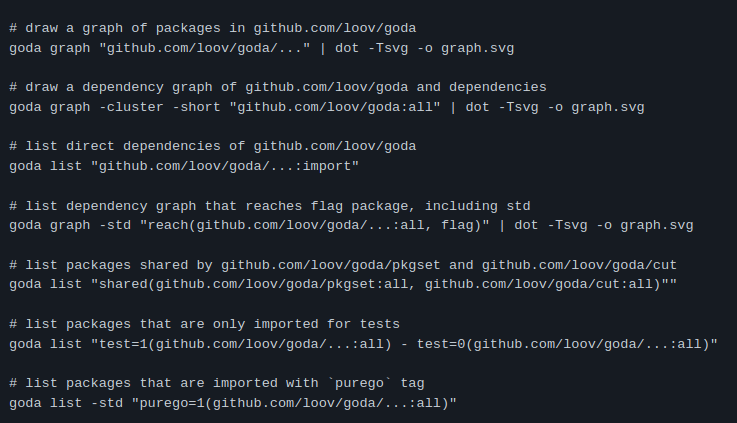 # draw a graph of packages in github.com/loov/goda
goda graph "github.com/loov/goda/..." | dot -Tsvg -o graph.svg
# draw a dependency graph of github.com/loov/goda and dependencies
goda graph -cluster -short "github.com/loov/goda:all" | dot -Tsvg -o graph.svg
# list direct dependencies of github.com/loov/goda
goda list "github.com/loov/goda/...:import"
# list dependency graph that reaches flag package, including std
goda graph -std "reach(github.com/loov/goda/...:all, flag)" | dot -Tsvg -o graph.svg
# list packages shared by github.com/loov/goda/pkgset and github.com/loov/goda/cut
goda list "shared(github.com/loov/goda/pkgset:all, github.com/loov/goda/cut:all)""
# list packages that are only imported for tests
goda list "test=1(github.com/loov/goda/...:all) - test=0(github.com/loov/goda/...:all)"
# list packages that are imported with `purego` tag
goda list -std "purego=1(github.com/loov/goda/...:all)"